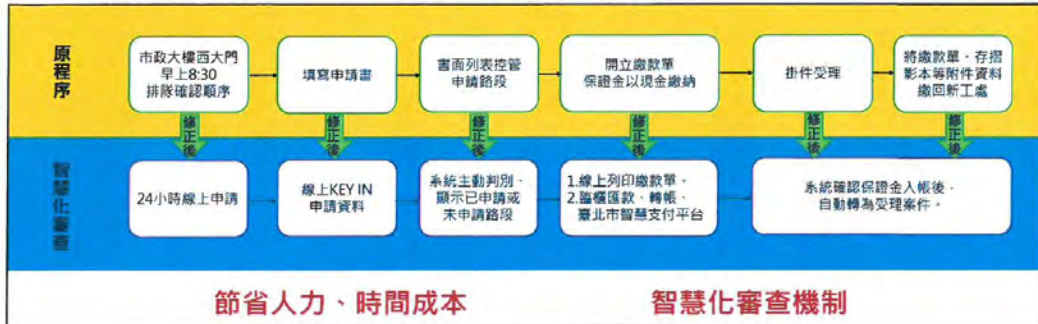 原程序
市政大樓西大門
早上8:30
排隊確認順序
填寫申請書
書面列表控管
申請路段
開立繳款單
保證金以現金繳納
掛件受理
將繳款單、存摺
影本等附件資料
繳回新工處
修正後
修正後
修正後
修正後
修正後
修正後
智慧化審查
24小時線上申請
線上KEY IN
申請資料
系統主動判別、
顯示已申請或
未申請路段
1.線上列印繳款單。
2.臨櫃匯款、轉帳、
臺北市智慧支付平台
系統確認保證金入帳後，
自動轉為受理案件。
節省人力、時間成本
智慧化審查機制